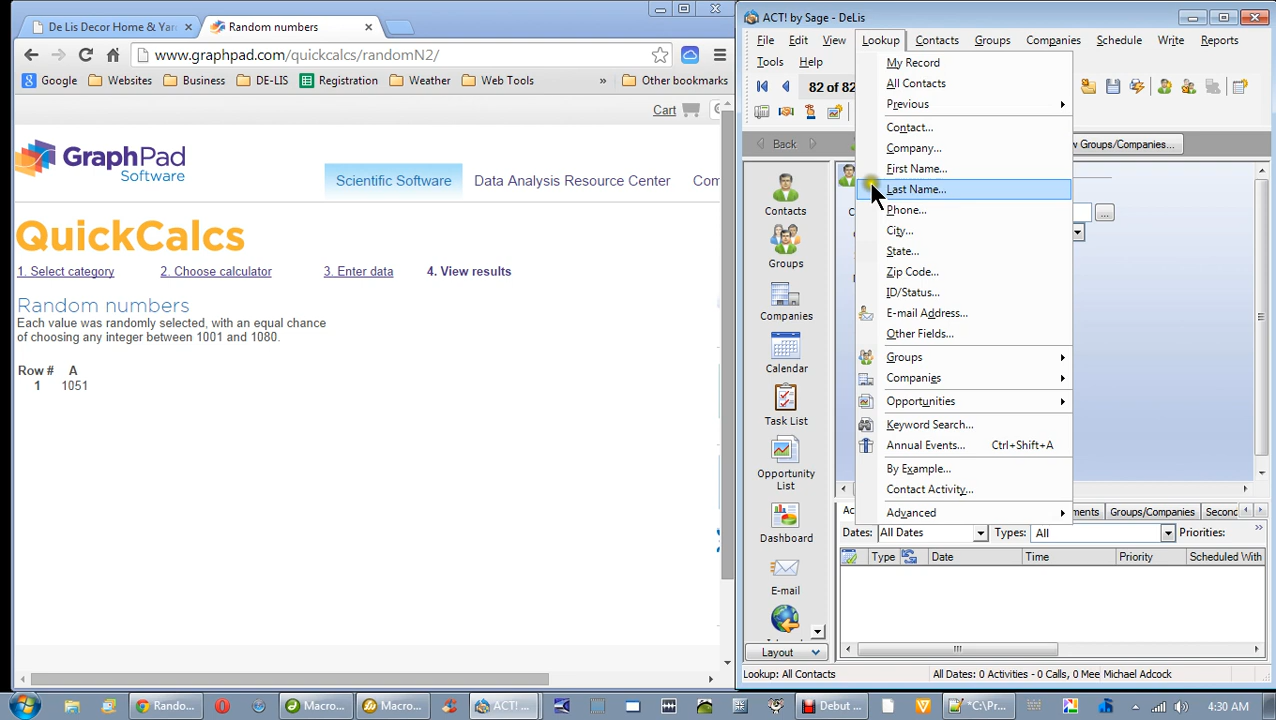 De Lis Decor Home & Yar
Random numbers
www.graphpad.com/quickcalcs/randomN2/
Google Websites Business DE-LIS Registration Weather Web Tools » Other bookmarks
Cart
GraphPad
Software
Scientific Software Data Analysis Resource Center Com
QuickCalcs
1. Select category 2. Choose calculator 3. Enter data 4. View results
Random numbers
Each value was randomly selected, with an equal chance
of choosing any integer between 1001 and 1080.
Row # A
1 1051
ACT! by Sage - DeLis
File Edit View Lookup Contacts Groups Companies Schedule Write Reports
Tools Help
82 of 82
Back
w Groups/Companies...
My Record
All Contacts
Previous
Contact...
Company...
First Name...
Last Name...
Phone...
City...
State...
Zip Code...
ID/Status...
E-mail Address...
Other Fields...
Groups
Companies
Opportunities
Keyword Search...
Annual Events... Ctrl+Shift+A
By Example...
Contact Activity...
Advanced
Contacts
Groups
Companies
Calendar
Task List
Opportunity
List
Dashboard
E-mail
Layout
...
ments Groups/Companies Second
Dates: All Dates Types: All Priorities: »
Type Date Time Priority Scheduled With
Lookup: All Contacts All Dates: 0 Activities - 0 Calls, 0 Mee Michael Adcock
Rando... Macro... Macro... ACT! ... Debut ... *C:\Pr... 4:30 AM